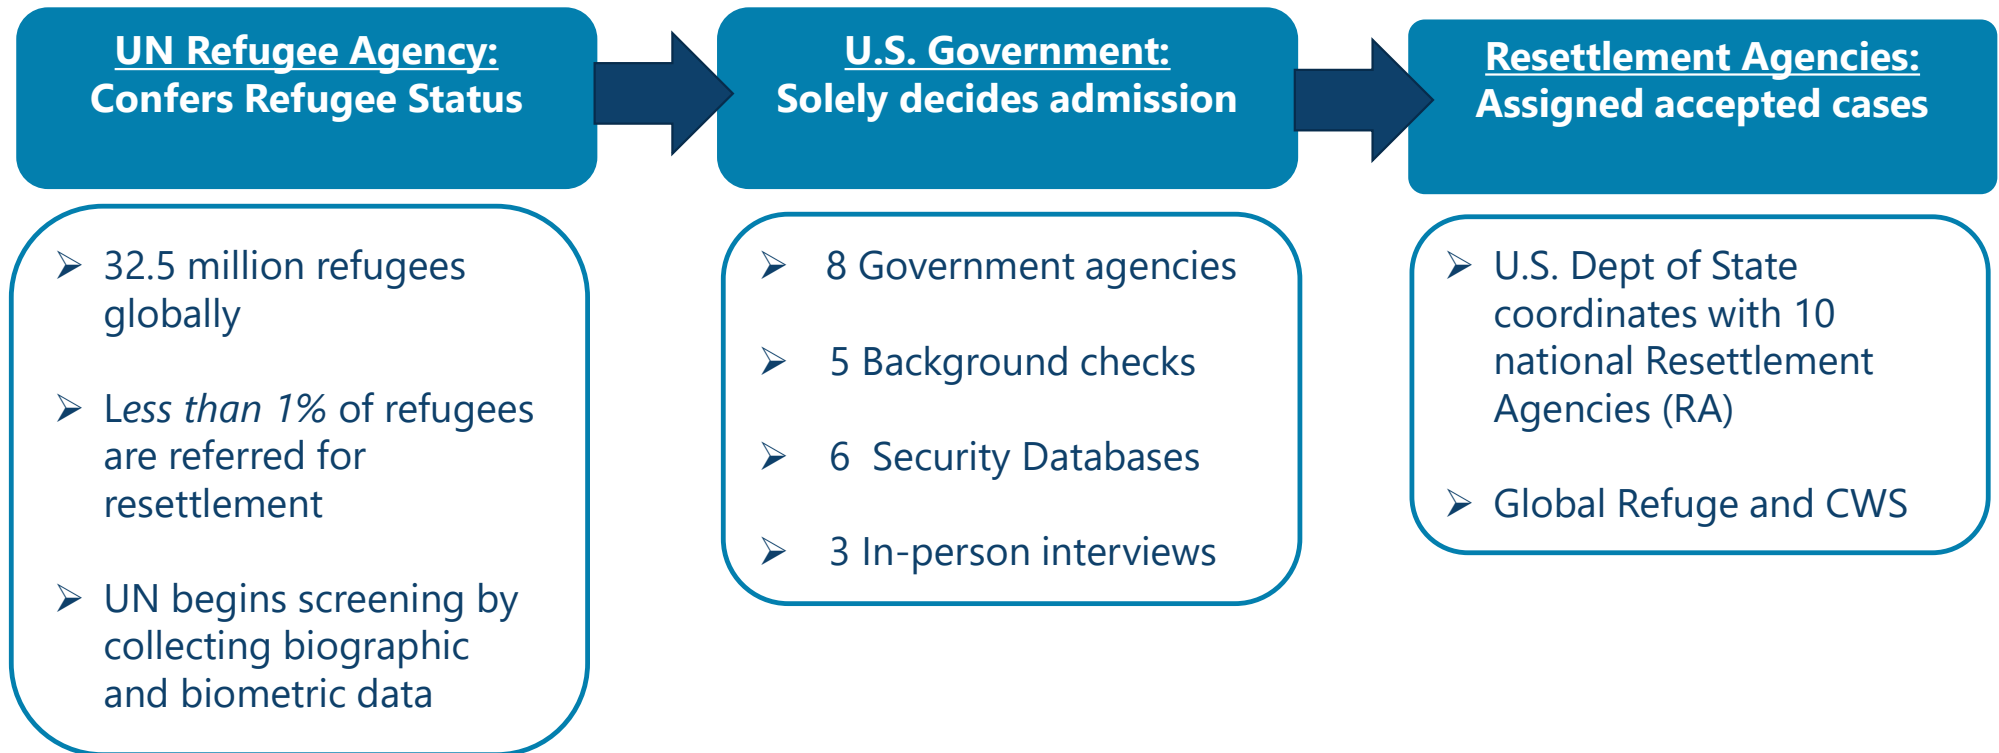 UN Refugee Agency:
Confers Refugee Status
U.S. Government:
Solely decides admission
Resettlement Agencies:
Assigned accepted cases
➢ 32.5 million refugees
globally
➢ Less than 1% of refugees
are referred for
resettlement
➢ UN begins screening by
collecting biographic
and biometric data
➢ 8 Government agencies
➢ 5 Background checks
➢ 6 Security Databases
➢ 3 In-person interviews
➢ U.S. Dept of State
coordinates with 10
national Resettlement
Agencies (RA)
➢ Global Refuge and CWS